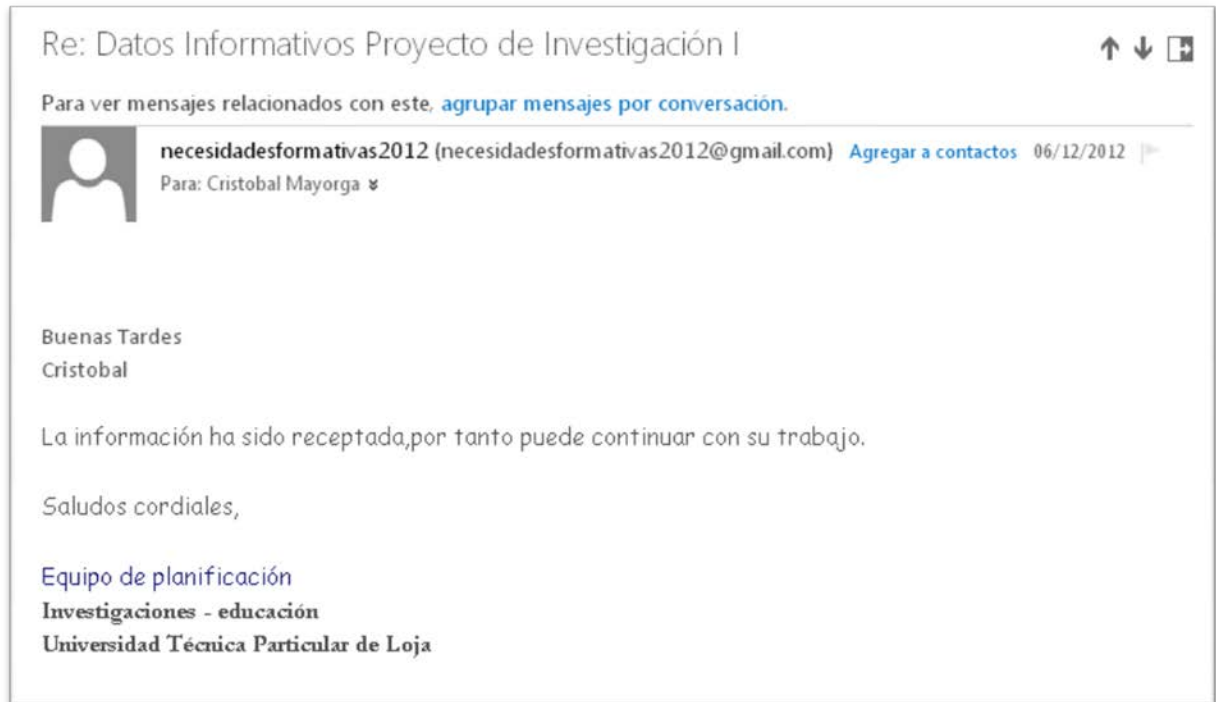 Re: Datos Informativos Proyecto de Investigación I
Para ver mensajes relacionados con este, agrupar mensajes por conversación.
necesidadesformativas2012 (necesidadesformativas2012@gmail.com) Agregar a contactos 06/12/2012
Para: Cristobal Mayorga
Buenas Tardes
Cristobal
La información ha sido receptada,por tanto puede continuar con su trabajo.
Saludos cordiales,
Equipo de planificación
Investigaciones - educación
Universidad Técnica Particular de Loja